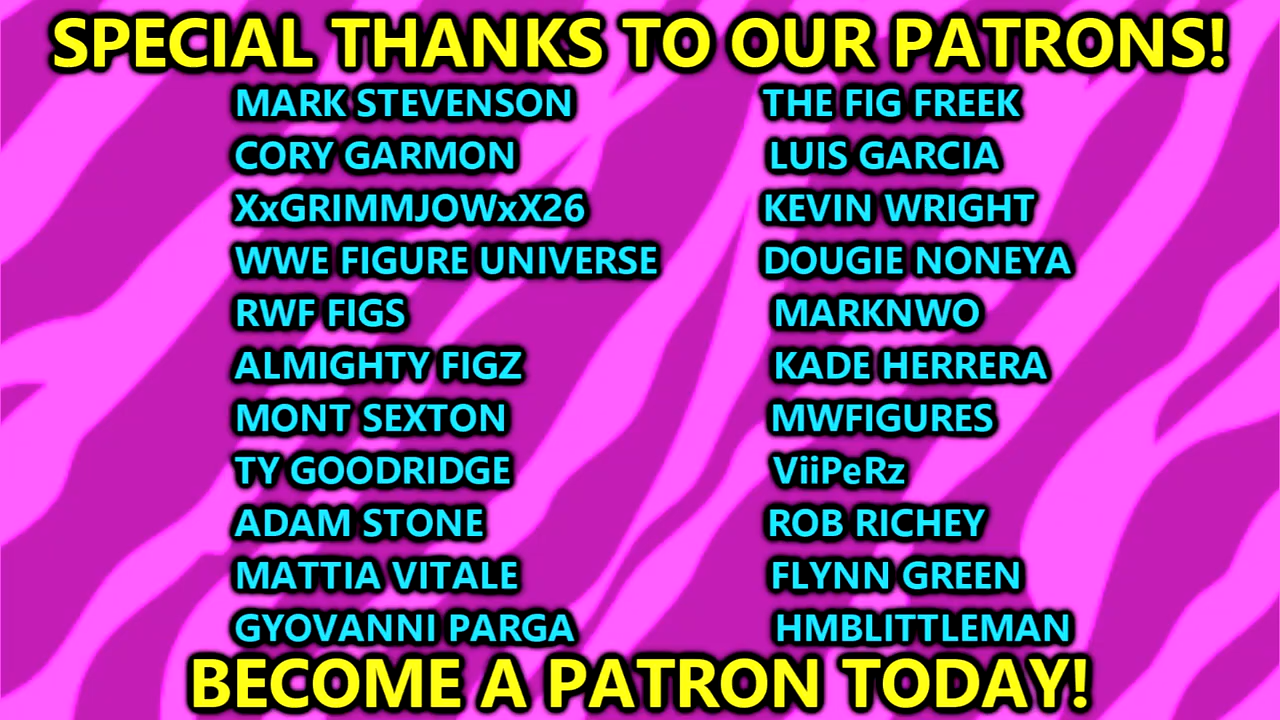 SPECIAL THANKS TO OUR PATRONS!
MARK STEVENSON
CORY GARMON
XxGRIMMJOWxX26
WWE FIGURE UNIVERSE
RWF FIGS
ALMIGHTY FIGZ
MONT SEXTON
TY GOODRIDGE
ADAM STONE
MATTIA VITALE
GYOVANNI PARGA
THE FIG FREEK
LUIS GARCIA
KEVIN WRIGHT
DOUGIE NONEYA
MARKNWO
KADE HERRERA
MWFIGURES
ViiPeRz
ROB RICHEY
FLYNN GREEN
HMBLITTLEMAN
BECOME A PATRON TODAY!